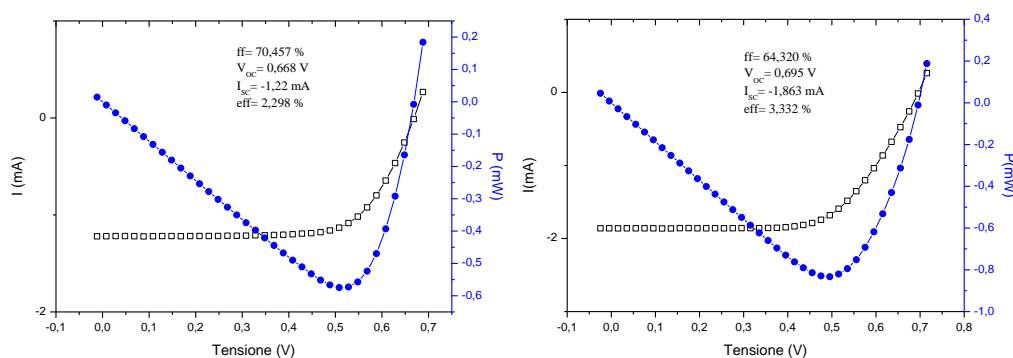 ff= 70,457 %
V_OC= 0,668 V
I_SC= -1,22 mA
eff= 2,298 %
I (mA)
0
-2
P (mW)
0,2
0,1
0,0
-0,1
-0,2
-0,3
-0,4
-0,5
-0,6
-0,1 0,0 0,1 0,2 0,3 0,4 0,5 0,6 0,7
Tensione (V)
ff= 64,320 %
V_OC= 0,695 V
I_SC= -1,863 mA
eff= 3,332 %
I(mA)
0
-2
P(mW)
0,4
0,2
0,0
-0,2
-0,4
-0,6
-0,8
-1,0
-0,1 0,0 0,1 0,2 0,3 0,4 0,5 0,6 0,7 0,8
Tensione (V)